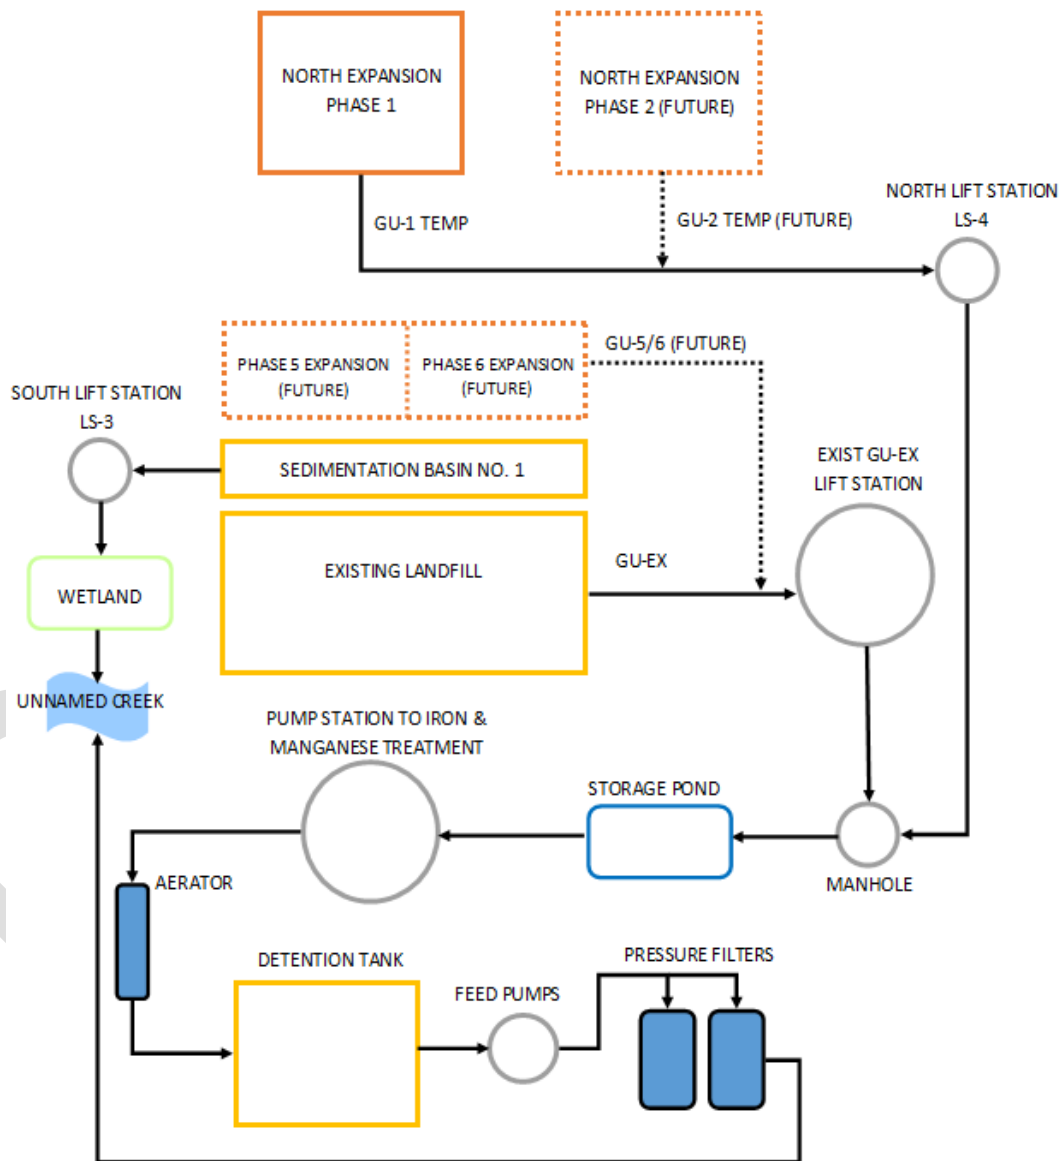 NORTH EXPANSION
PHASE 1
NORTH EXPANSION
PHASE 2 (FUTURE)
NORTH LIFT STATION
LS-4
GU-1 TEMP
GU-2 TEMP (FUTURE)
GU-5/6 (FUTURE)
PHASE 5 EXPANSION
(FUTURE)
PHASE 6 EXPANSION
(FUTURE)
SOUTH LIFT STATION
LS-3
SEDIMENTATION BASIN NO. 1
EXIST GU-EX
LIFT STATION
EXISTING LANDFILL
GU-EX
WETLAND
UNNAMED CREEK
PUMP STATION TO IRON &
MANGANESE TREATMENT
STORAGE POND
MANHOLE
AERATOR
DETENTION TANK
FEED PUMPS
PRESSURE FILTERS